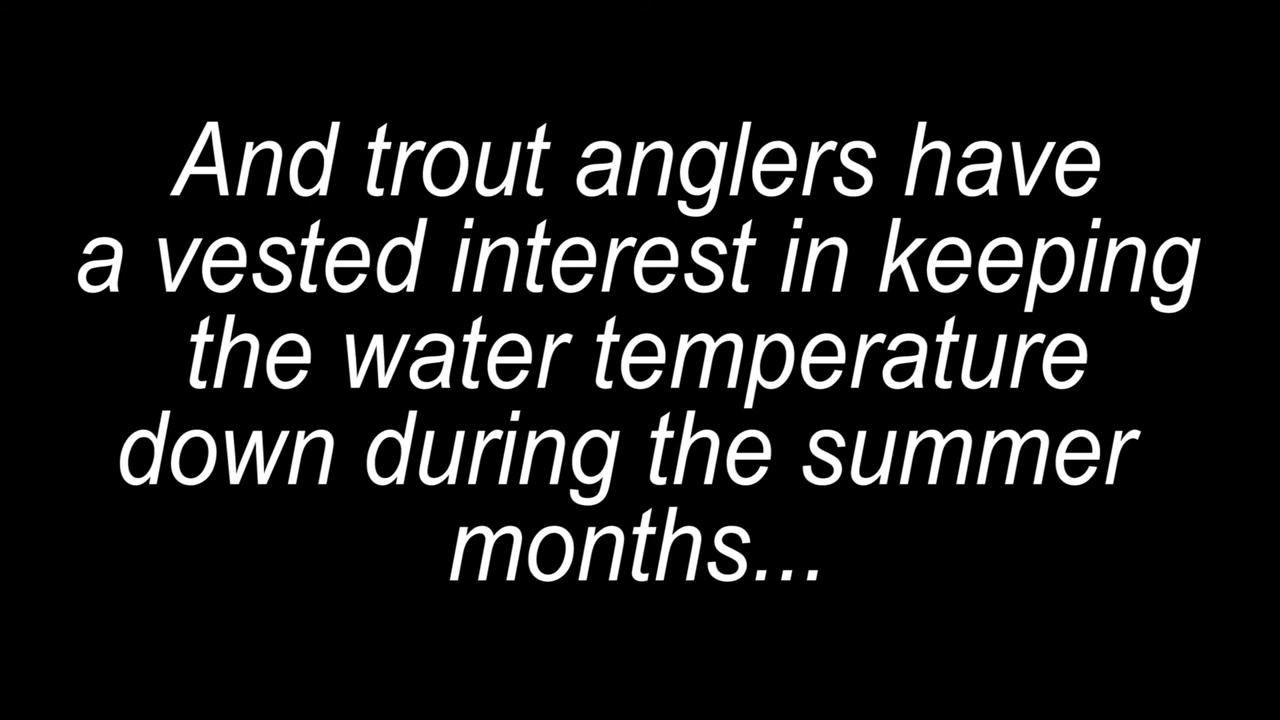 And trout anglers have
a vested interest in keeping
the water temperature
down during the summer
months...